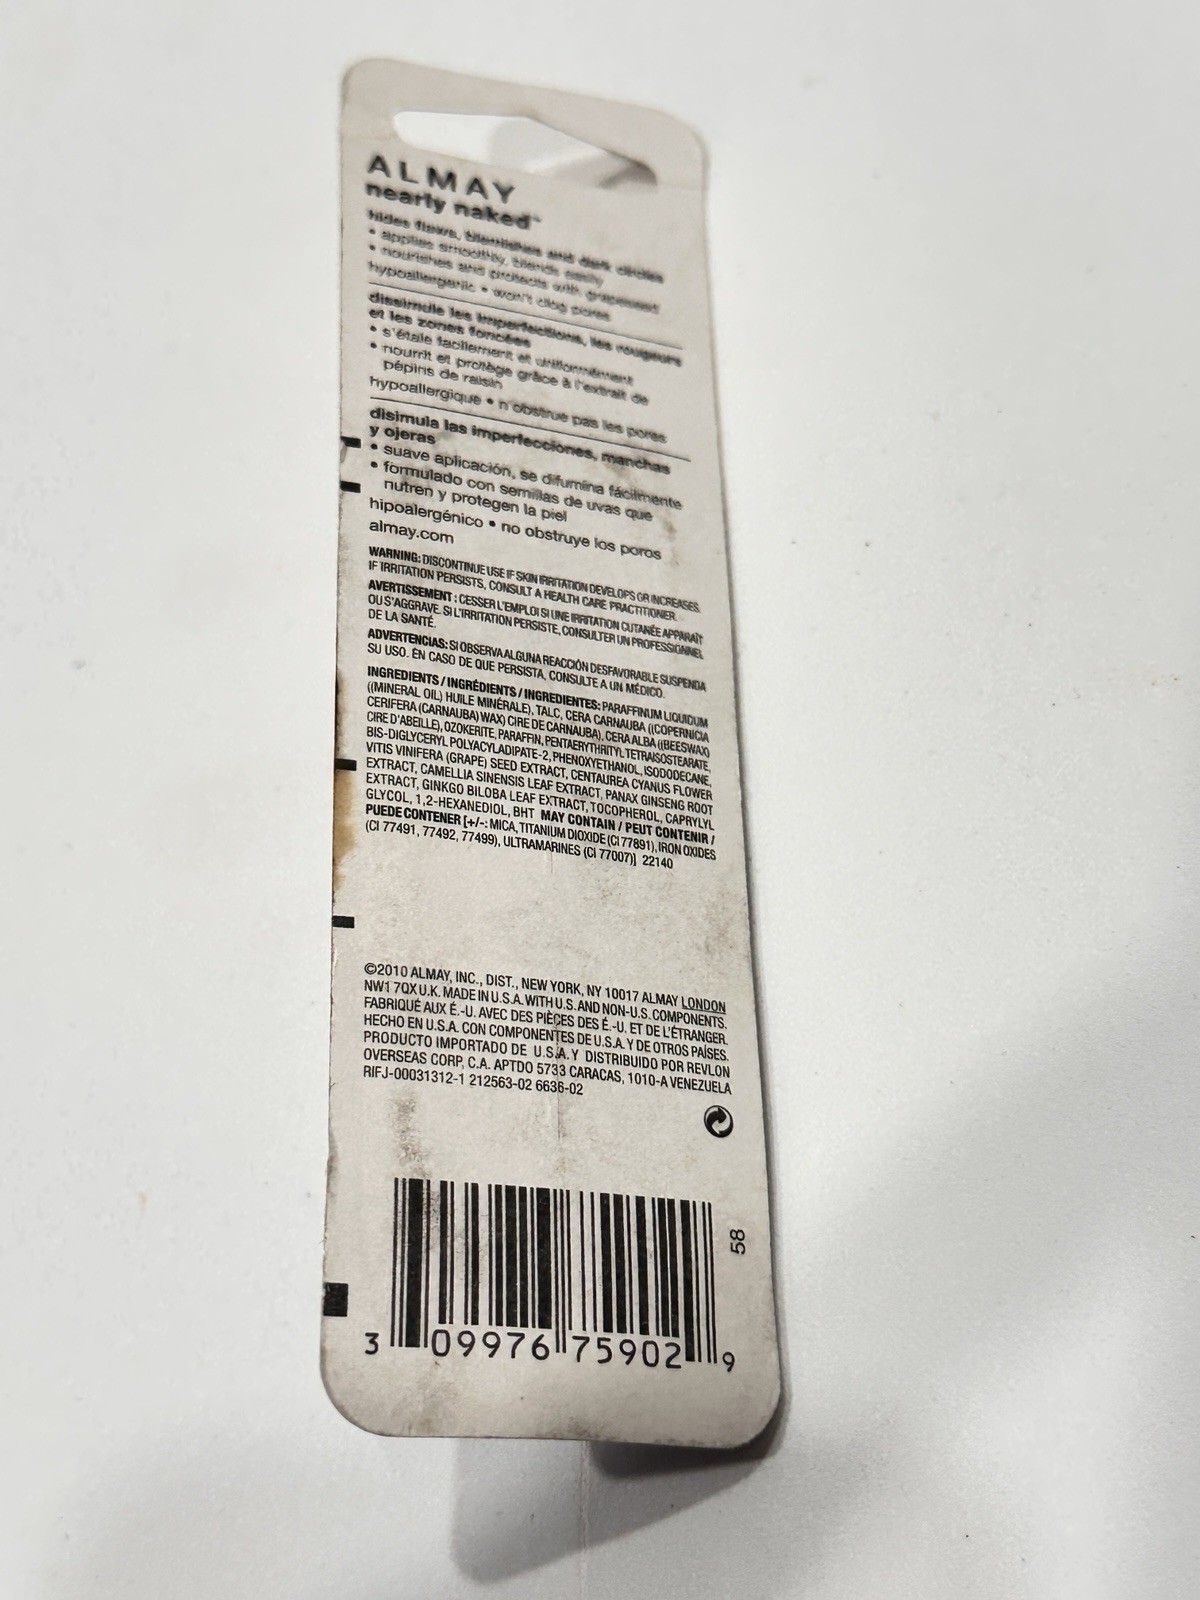 ALMAY
nearly naked™
hides flaws, blemishes and dark circles
• applies smoothly, blends easily
• nourishes and protects with grapeseed
hypoallergenic • won't clog pores
dissimule les imperfections, les rougeurs
et les zones foncées
• s'étale facilement et uniformément
• nourrit et protège grâce à l'extrait de
pépins de raisin
hypoallergique • n'obstrue pas les pores
disimula las imperfecciones, manchas
y ojeras
• suave aplicación, se difumina fácilmente
• formulado con semillas de uvas que
nutren y protegen la piel
hipoalergénico • no obstruye los poros
almay.com
WARNING: DISCONTINUE USE IF SKIN IRRITATION DEVELOPS OR INCREASES.
IF IRRITATION PERSISTS, CONSULT A HEALTH CARE PRACTITIONER.
AVERTISSEMENT : CESSER L'EMPLOI SI UNE IRRITATION CUTANÉE APPARAÎT
OU S'AGGRAVE. SI L'IRRITATION PERSISTE, CONSULTER UN PROFESSIONNEL
DE LA SANTÉ.
ADVERTENCIAS: SI OBSERVA ALGUNA REACCIÓN DESFAVORABLE SUSPENDA
SU USO. EN CASO DE QUE PERSISTA, CONSULTE A UN MÉDICO.
INGREDIENTS / INGRÉDIENTS / INGREDIENTES: PARAFFINUM LIQUIDUM
((MINERAL OIL) HUILE MINÉRALE), TALC, CERA CARNAUBA ((COPERNICIA
CERIFERA (CARNAUBA) WAX) CIRE DE CARNAUBA), CERA ALBA ((BEESWAX)
CIRE D'ABEILLE), OZOKERITE, PARAFFIN, PENTAERYTHRITYL TETRAISOSTEARATE,
BIS-DIGLYCERYL POLYACYLADIPATE-2, PHENOXYETHANOL, ISODODECANE,
VITIS VINIFERA (GRAPE) SEED EXTRACT, CENTAUREA CYANUS FLOWER
EXTRACT, CAMELLIA SINENSIS LEAF EXTRACT, PANAX GINSENG ROOT
EXTRACT, GINKGO BILOBA LEAF EXTRACT, TOCOPHEROL, CAPRYLYL
GLYCOL, 1,2-HEXANEDIOL, BHT MAY CONTAIN / PEUT CONTENIR /
PUEDE CONTENER [+/-: MICA, TITANIUM DIOXIDE (CI 77891), IRON OXIDES
(CI 77491, 77492, 77499), ULTRAMARINES (CI 77007)] 22140
©2010 ALMAY, INC., DIST., NEW YORK, NY 10017 ALMAY LONDON
NW1 7QX U.K. MADE IN U.S.A. WITH U.S. AND NON-U.S. COMPONENTS.
FABRIQUÉ AUX É.-U. AVEC DES PIÈCES DES É.-U. ET DE L'ÉTRANGER.
HECHO EN U.S.A. CON COMPONENTES DE U.S.A. Y DE OTROS PAÍSES.
PRODUCTO IMPORTADO DE U.S.A. Y DISTRIBUIDO POR REVLON
OVERSEAS CORP, C.A. APTDO 5733 CARACAS, 1010-A VENEZUELA
RIFJ-00031312-1 212563-02 6636-02
58
3 09976 75902 9